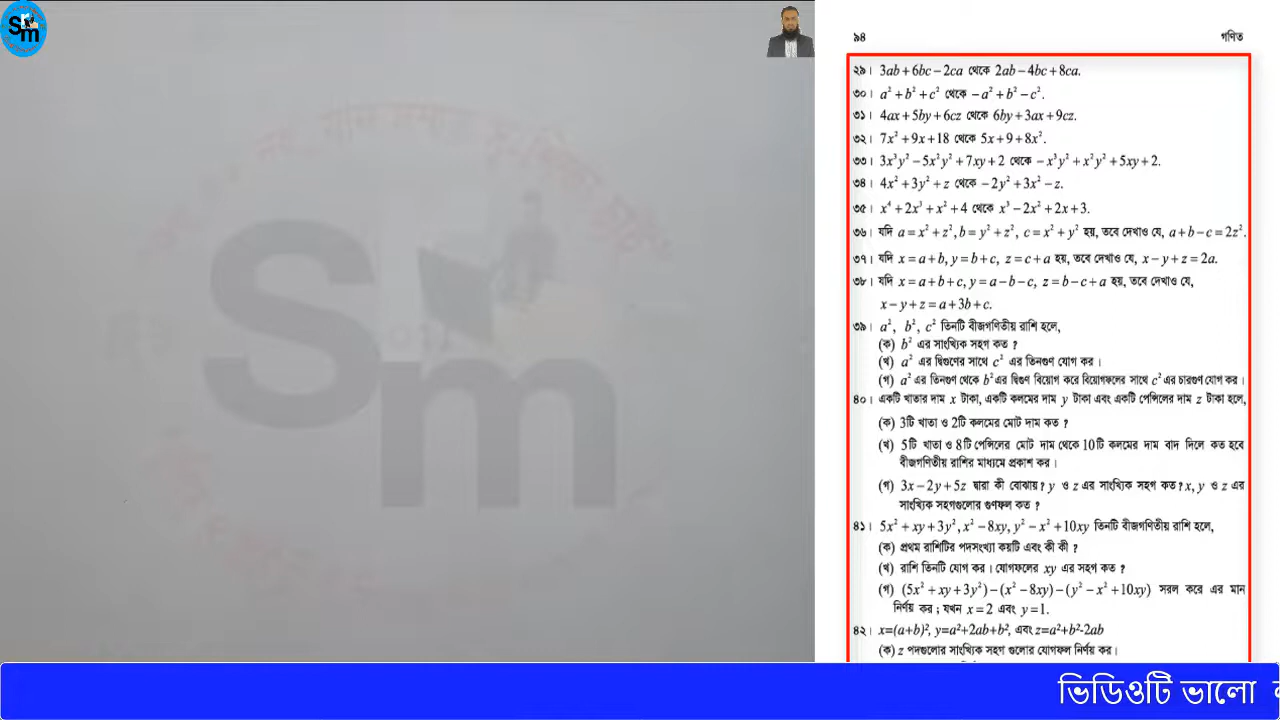 Sm
৯৪ গণিত
২৯। 3ab + 6bc − 2ca থেকে 2ab − 4bc + 8ca.
৩০। a² + b² + c² থেকে −a² + b² − c².
৩১। 4ax + 5by + 6cz থেকে 6by + 3ax + 9cz.
৩২। 7x² + 9x + 18 থেকে 5x + 9 + 8x².
৩৩। 3x³y² − 5x²y² + 7xy + 2 থেকে −x³y² + x²y² + 5xy + 2.
৩৪। 4x² + 3y² + z থেকে −2y² + 3x² − z.
৩৫। x⁴ + 2x³ + x² + 4 থেকে x³ − 2x² + 2x + 3.
৩৬। যদি a = x² + z², b = y² + z², c = x² + y² হয়, তবে দেখাও যে, a + b − c = 2z².
৩৭। যদি x = a + b, y = b + c, z = c + a হয়, তবে দেখাও যে, x − y + z = 2a.
৩৮। যদি x = a + b + c, y = a − b − c, z = b − c + a হয়, তবে দেখাও যে,
x − y + z = a + 3b + c.
৩৯। a², b², c² তিনটি বীজগণিতীয় রাশি হলে,
(ক) b² এর সাংখ্যিক সহগ কত ?
(খ) a² এর দ্বিগুণের সাথে c² এর তিনগুণ যোগ কর।
(গ) a² এর তিনগুণ থেকে b² এর দ্বিগুণ বিয়োগ করে বিয়োগফলের সাথে c² এর চারগুণ যোগ কর।
৪০। একটি খাতার দাম x টাকা, একটি কলমের দাম y টাকা এবং একটি পেন্সিলের দাম z টাকা হলে,
(ক) 3টি খাতা ও 2টি কলমের মোট দাম কত ?
(খ) 5টি খাতা ও 8টি পেন্সিলের মোট দাম থেকে 10টি কলমের দাম বাদ দিলে কত হবে
বীজগণিতীয় রাশির মাধ্যমে প্রকাশ কর।
(গ) 3x − 2y + 5z দ্বারা কী বোঝায় ? y ও z এর সাংখ্যিক সহগ কত ? x, y ও z এর
সাংখ্যিক সহগগুলোর গুণফল কত ?
৪১। 5x² + xy + 3y², x² − 8xy, y² − x² + 10xy তিনটি বীজগণিতীয় রাশি হলে,
(ক) প্রথম রাশিটির পদসংখ্যা কয়টি এবং কী কী ?
(খ) রাশি তিনটি যোগ কর। যোগফলের xy এর সহগ কত ?
(গ) (5x² + xy + 3y²) − (x² − 8xy) − (y² − x² + 10xy) সরল করে এর মান
নির্ণয় কর ; যখন x = 2 এবং y = 1.
৪২। x=(a+b)², y=a²+2ab+b², এবং z=a²+b²-2ab
(ক) z পদগুলোর সাংখ্যিক সহগ গুলোর যোগফল নির্ণয় কর।
ভিডিওটি ভালো